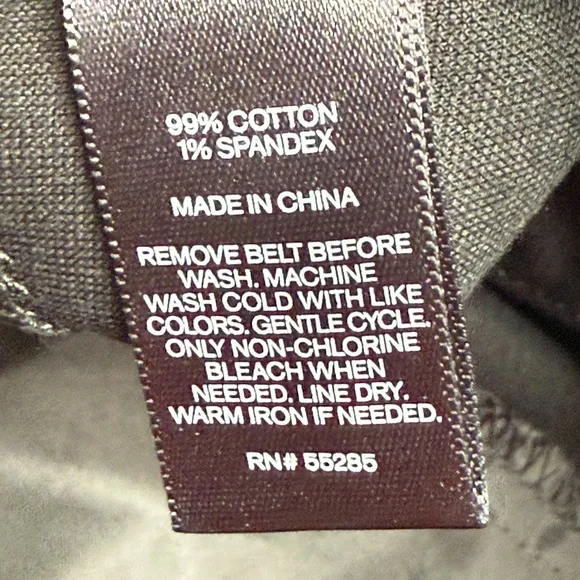 99% COTTON
1% SPANDEX
MADE IN CHINA
REMOVE BELT BEFORE
WASH. MACHINE
WASH COLD WITH LIKE
COLORS. GENTLE CYCLE.
ONLY NON-CHLORINE
BLEACH WHEN
NEEDED. LINE DRY.
WARM IRON IF NEEDED.
RN# 55285